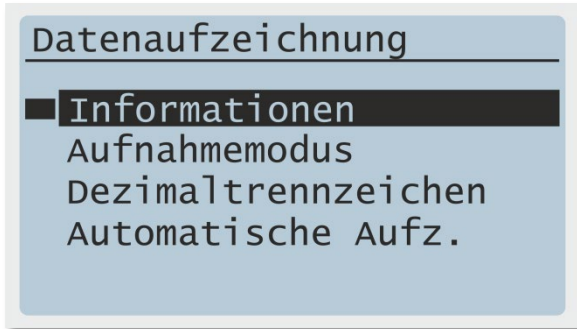 Datenaufzeichnung
Informationen
Aufnahmemodus
Dezimaltrennzeichen
Automatische Aufz.